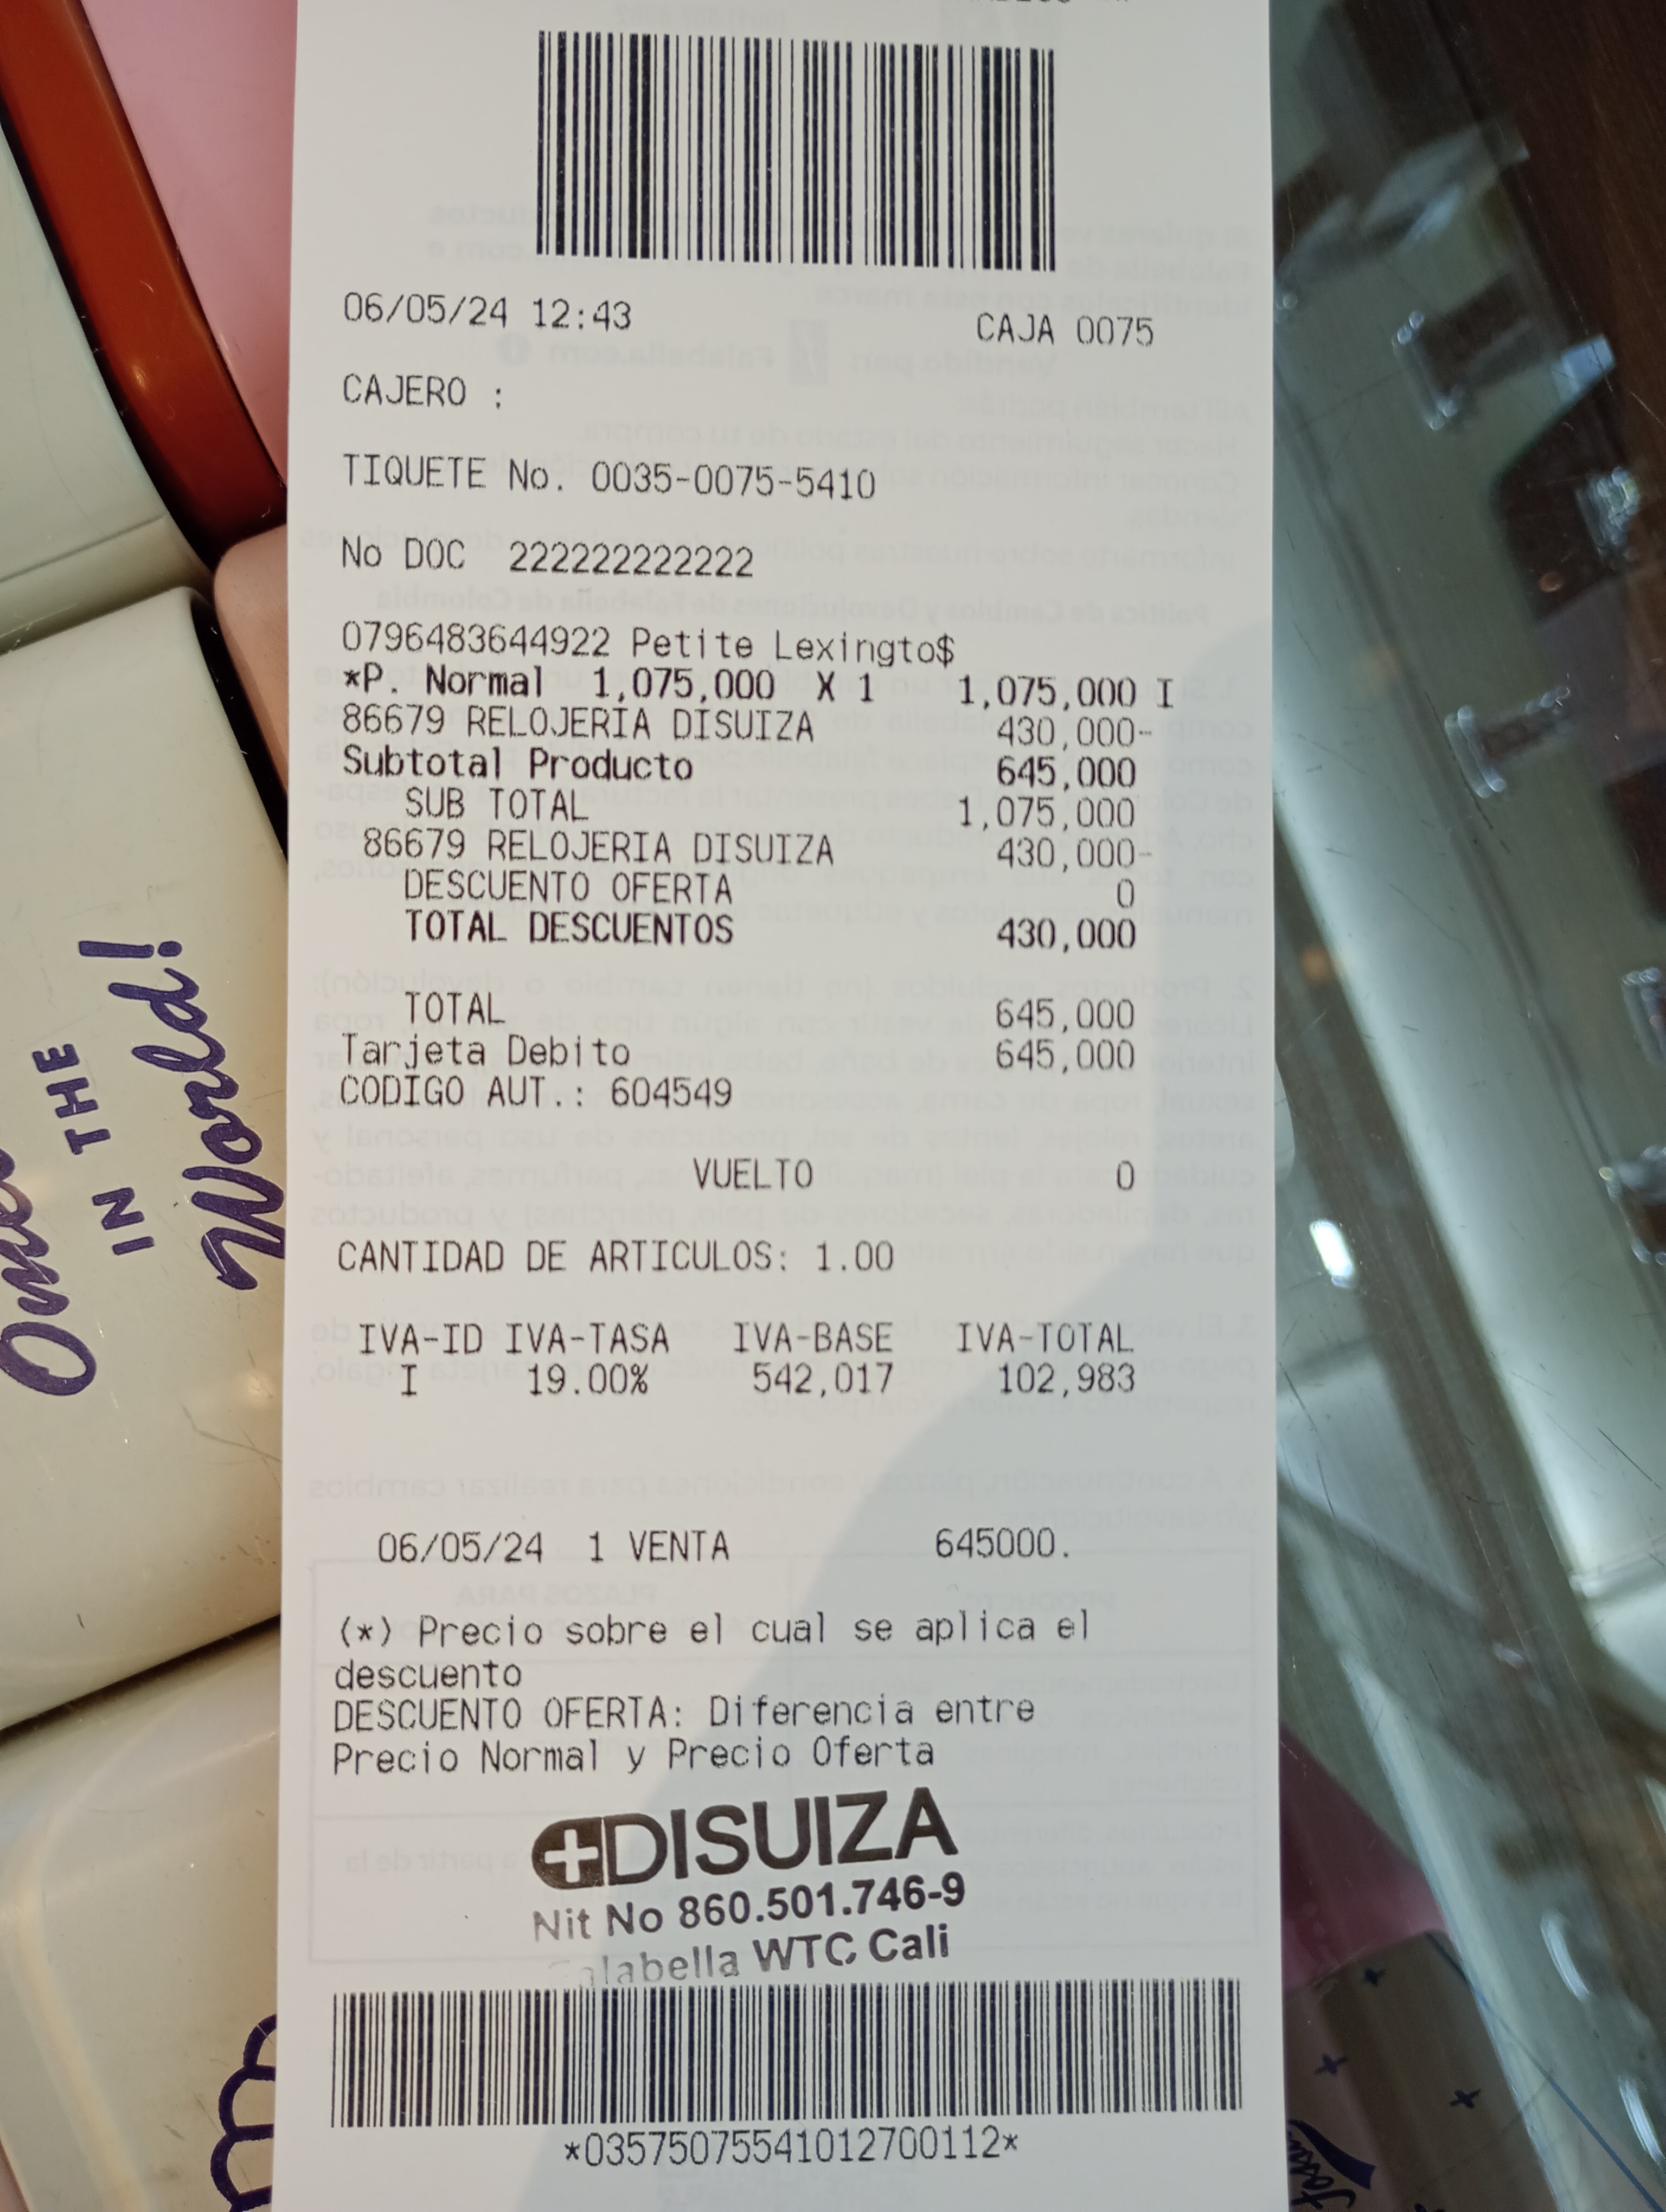 06/05/24 12:43 CAJA 0075
CAJERO :
TIQUETE No. 0035-0075-5410
No DOC 222222222222
0796483644922 Petite Lexingto$
*P. Normal 1,075,000 X 1 1,075,000 I
86679 RELOJERIA DISUIZA 430,000-
Subtotal Producto 645,000
SUB TOTAL 1,075,000
86679 RELOJERIA DISUIZA 430,000-
DESCUENTO OFERTA 0
TOTAL DESCUENTOS 430,000
TOTAL 645,000
Tarjeta Debito 645,000
CODIGO AUT.: 604549
VUELTO 0
CANTIDAD DE ARTICULOS: 1.00
IVA-ID IVA-TASA IVA-BASE IVA-TOTAL
I 19.00% 542,017 102,983
06/05/24 1 VENTA 645000.
(*) Precio sobre el cual se aplica el
descuento
DESCUENTO OFERTA: Diferencia entre
Precio Normal y Precio Oferta
DISUIZA
Nit No 860.501.746-9
Falabella WTC Cali
*03575075541012700112*
IN THE
World!